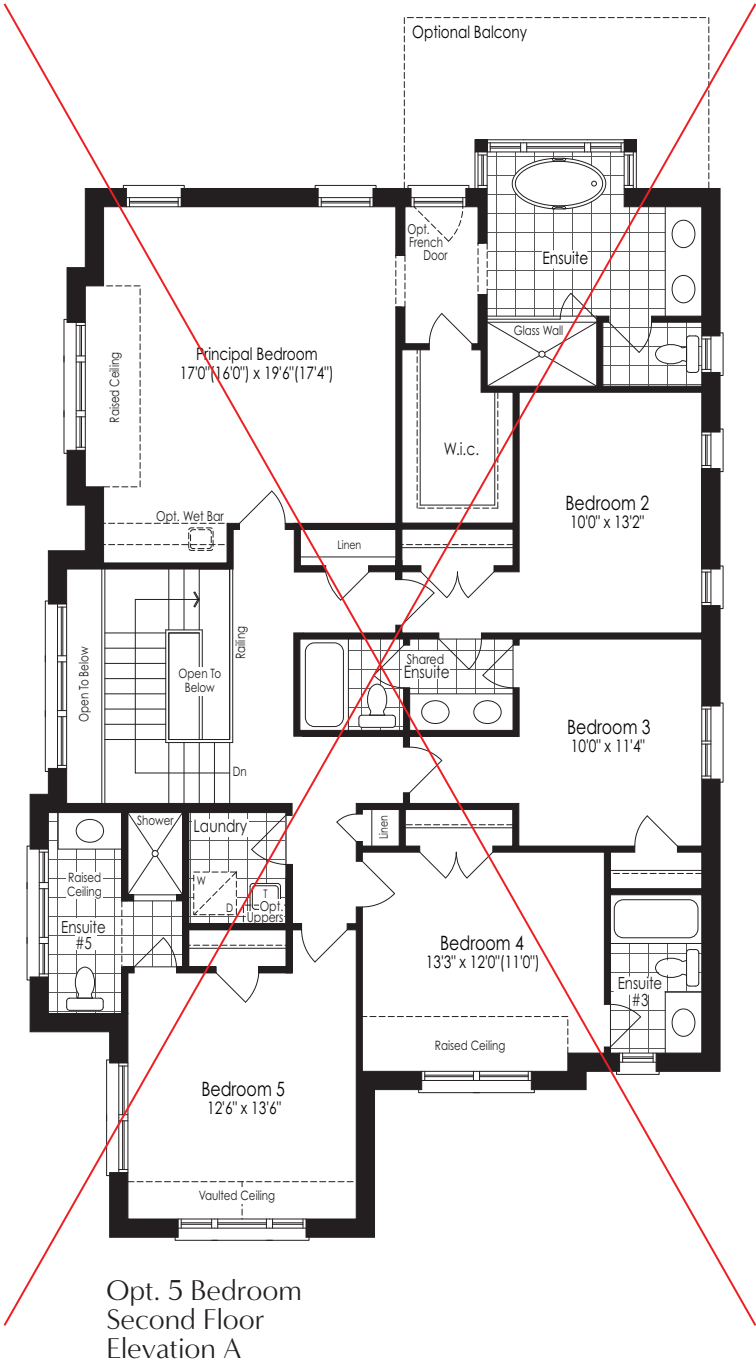 Optional Balcony
Opt.
French
Door
Ensuite
Glass Wall
Principal Bedroom
17'0"(16'0") x 19'6"(17'4")
Raised Ceiling
W.i.c.
Bedroom 2
10'0" x 13'2"
Opt. Wet Bar
Linen
Open To Below
Open To
Below
Railing
Shared
Ensuite
Bedroom 3
10'0" x 11'4"
Dn
Shower
Laundry
Linen
Raised
Ceiling
W
D
T
Opt.
Uppers
Ensuite
#5
Bedroom 4
13'3" x 12'0"(11'0")
Ensuite
#3
Raised Ceiling
Bedroom 5
12'6" x 13'6"
Vaulted Ceiling
Opt. 5 Bedroom
Second Floor
Elevation A